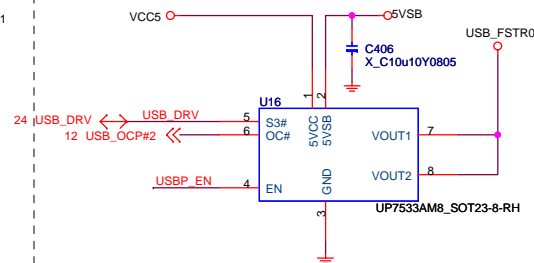 1
VCC5
5VSB
USB_FSTR0
C406
X_C10u10Y0805
U16
1
2
24 USB_DRV
USB_DRV
5
S3#
5VCC
5VSB
12 USB_OCP#2
6
OC#
VOUT1
7
VOUT2
8
USBP_EN
4
EN
GND
3
UP7533AM8_SOT23-8-RH